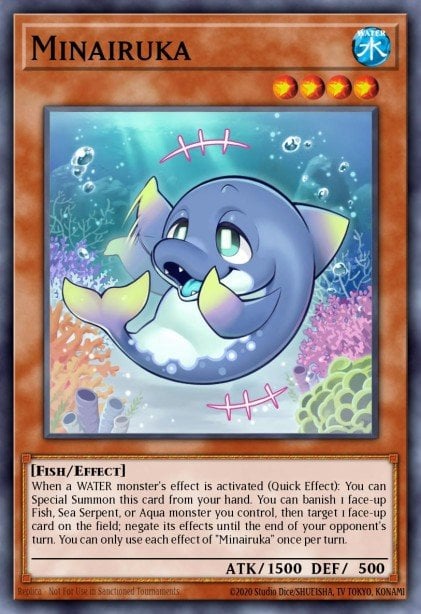 MINAIRUKA
WATER
水
[FISH/EFFECT]
When a WATER monster's effect is activated (Quick Effect): You can
Special Summon this card from your hand. You can banish 1 face-up
Fish, Sea Serpent, or Aqua monster you control, then target 1 face-up
card on the field; negate its effects until the end of your opponent's
turn. You can only use each effect of "Minairuka" once per turn.
ATK/1500 DEF/ 500
Replica - Not For Use in Sanctioned Tournaments
©2020 Studio Dice/SHUEISHA, TV TOKYO, KONAMI